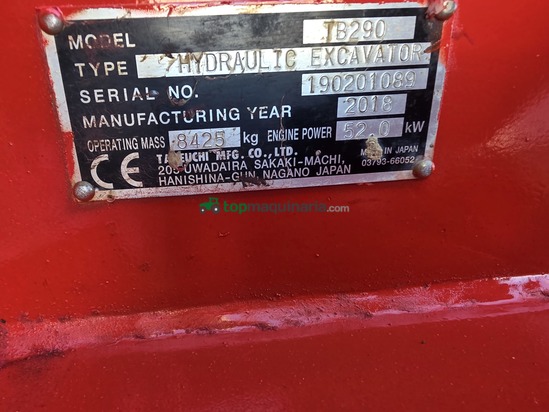 MODEL TB290
TYPE HYDRAULIC EXCAVATOR
SERIAL NO. 190201089
MANUFACTURING YEAR 2018
OPERATING MASS 8425 kg ENGINE POWER 52.0 kW
CE TAKEUCHI MFG. CO., LTD. MADE IN JAPAN
205 UWADAIRA SAKAKI-MACHI, 03793-66052
HANISHINA-GUN, NAGANO JAPAN
topmaquinaria.com